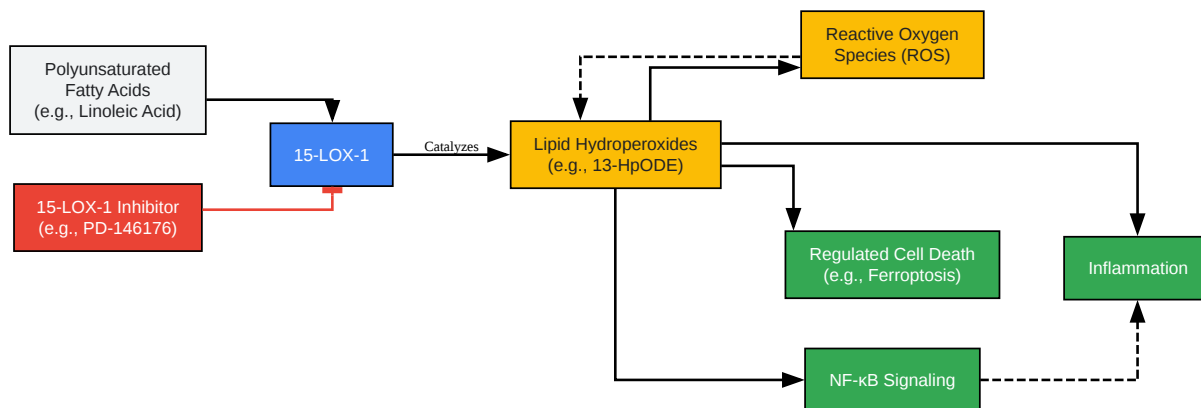 Polyunsaturated
Fatty Acids
(e.g., Linoleic Acid)
15-LOX-1 Inhibitor
(e.g., PD-146176)
15-LOX-1
Catalyzes
Lipid Hydroperoxides
(e.g., 13-HpODE)
Reactive Oxygen
Species (ROS)
Regulated Cell Death
(e.g., Ferroptosis)
NF-κB Signaling
Inflammation